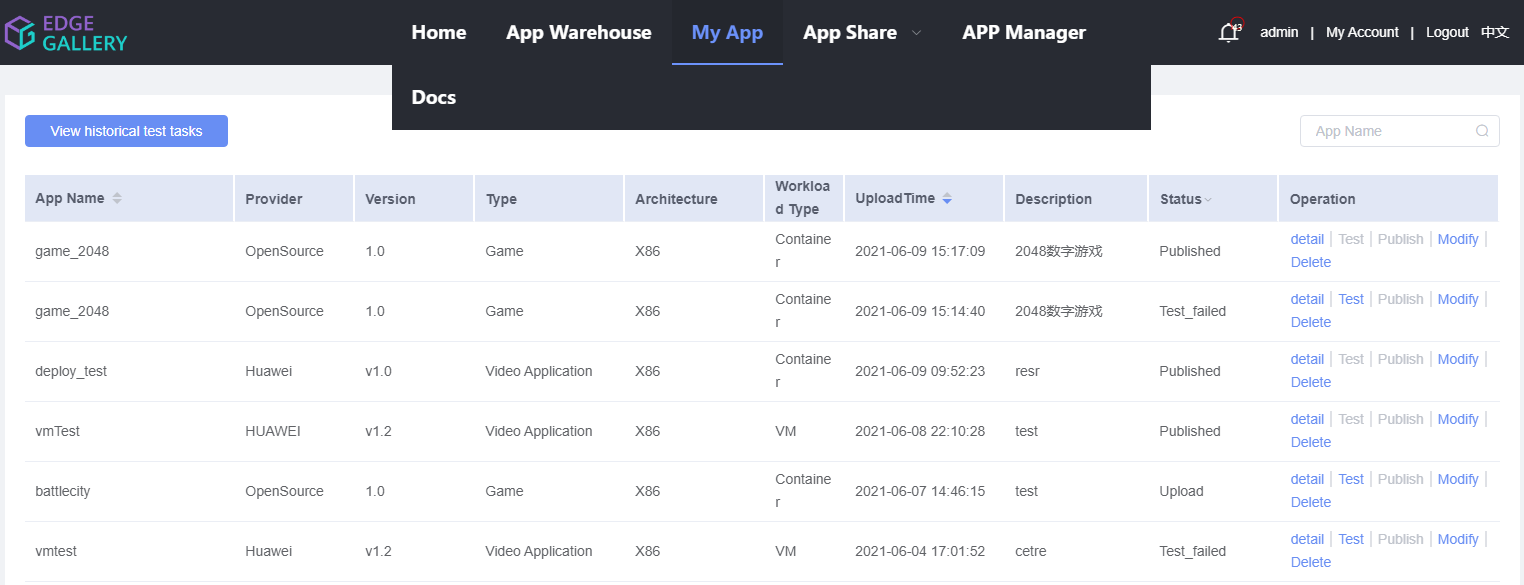 EDGE
GALLERY
Home App Warehouse My App App Share APP Manager
43 admin | My Account | Logout 中文
Docs
View historical test tasks
App Name
App Name Provider Version Type Architecture Workloa
d Type UploadTime Description Status Operation
game_2048 OpenSource 1.0 Game X86 Containe
r 2021-06-09 15:17:09 2048数字游戏 Published detail | Test | Publish | Modify |
Delete
game_2048 OpenSource 1.0 Game X86 Containe
r 2021-06-09 15:14:40 2048数字游戏 Test_failed detail | Test | Publish | Modify |
Delete
deploy_test Huawei v1.0 Video Application X86 Containe
r 2021-06-09 09:52:23 resr Published detail | Test | Publish | Modify |
Delete
vmTest HUAWEI v1.2 Video Application X86 VM 2021-06-08 22:10:28 test Published detail | Test | Publish | Modify |
Delete
battlecity OpenSource 1.0 Game X86 Containe
r 2021-06-07 14:46:15 test Upload detail | Test | Publish | Modify |
Delete
vmtest Huawei v1.2 Video Application X86 VM 2021-06-04 17:01:52 cetre Test_failed detail | Test | Publish | Modify |
Delete